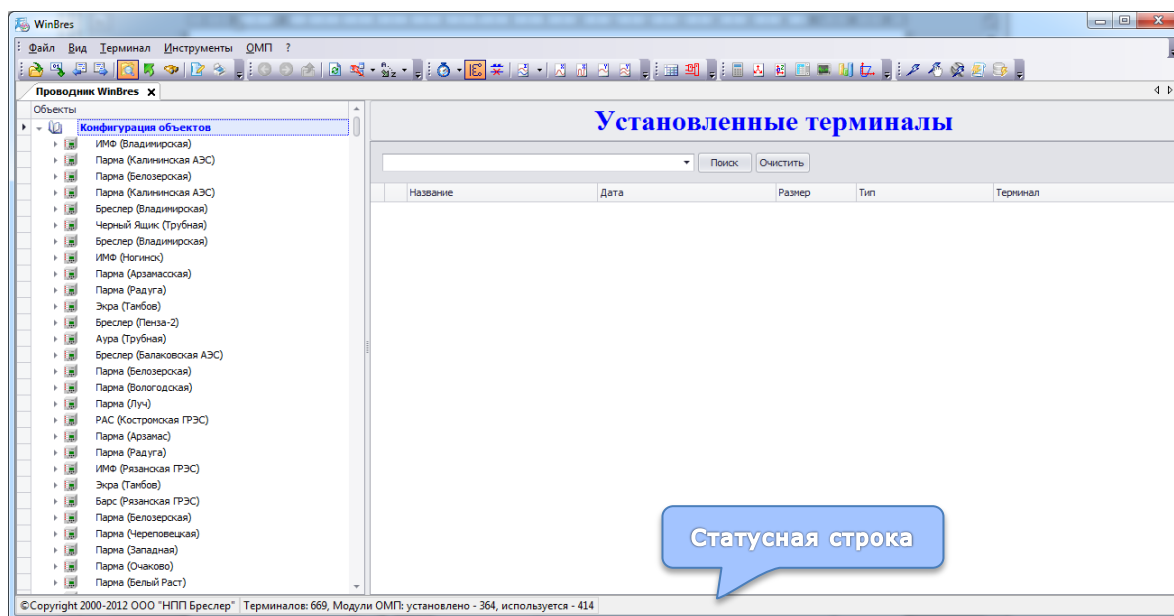 WinBres
Файл Вид Терминал Инструменты ОМП ?
Проводник WinBres
Объекты
Конфигурация объектов
ИМФ (Владимирская)
Парма (Калининская АЭС)
Парма (Белозерская)
Парма (Калининская АЭС)
Бреслер (Владимирская)
Черный Ящик (Трубная)
Бреслер (Владимирская)
ИМФ (Ногинск)
Парма (Арзамасская)
Парма (Радуга)
Экра (Тамбов)
Бреслер (Пенза-2)
Аура (Трубная)
Бреслер (Балаковская АЭС)
Парма (Белозерская)
Парма (Вологодская)
Парма (Луч)
РАС (Костромская ГРЭС)
Парма (Арзамас)
Парма (Радуга)
ИМФ (Рязанская ГРЭС)
Экра (Тамбов)
Барс (Рязанская ГРЭС)
Парма (Белозерская)
Парма (Череповецкая)
Парма (Западная)
Парма (Очаково)
Парма (Белый Раст)
Установленные терминалы
Поиск Очистить
Название Дата Размер Тип Терминал
Статусная строка
©Copyright 2000-2012 ООО "НПП Бреслер" Терминалов: 669, Модули ОМП: установлено - 364, используется - 414